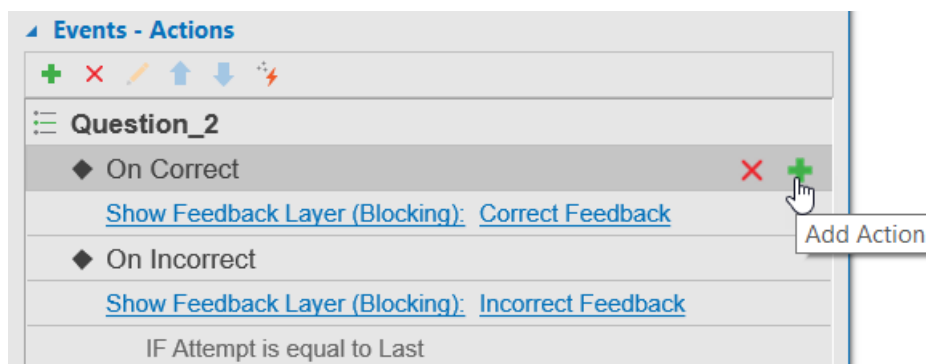 Events - Actions
Question_2
On Correct
Show Feedback Layer (Blocking): Correct Feedback
Add Action
On Incorrect
Show Feedback Layer (Blocking): Incorrect Feedback
IF Attempt is equal to Last